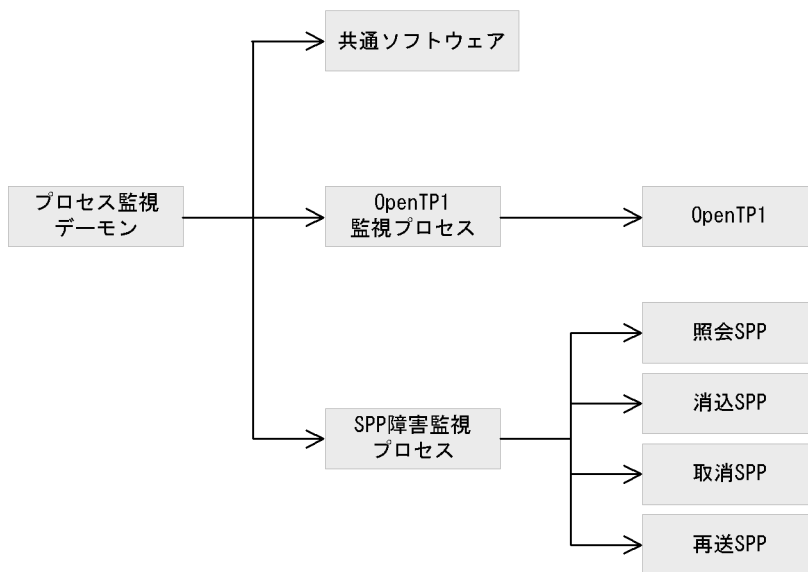 共通ソフトウェア
プロセス監視
デーモン
OpenTP1
監視プロセス
OpenTP1
SPP障害監視
プロセス
照会SPP
消込SPP
取消SPP
再送SPP